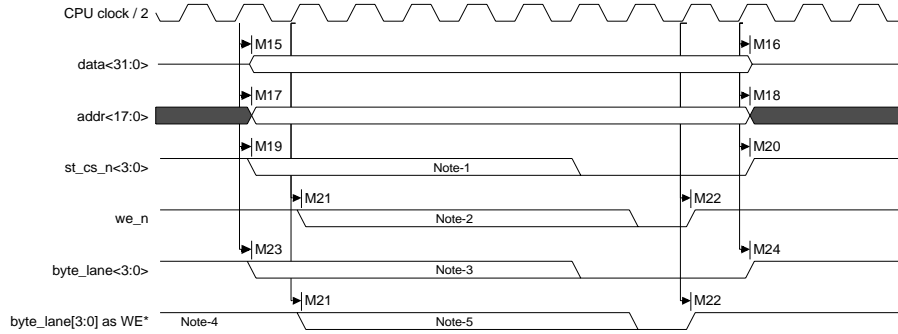 CPU clock / 2
M15 M16
data<31:0>
M17 M18
addr<17:0>
M19 M20
st_cs_n<3:0> Note-1
M21 M22
we_n Note-2
M23 M24
byte_lane<3:0> Note-3
M21 M22
byte_lane[3:0] as WE* Note-4 Note-5